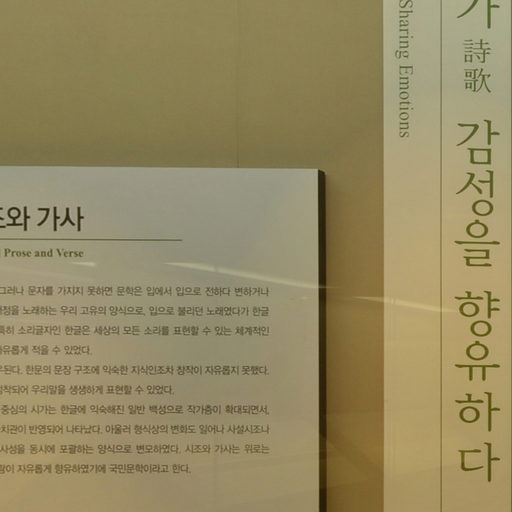 와 가사
Prose and Verse
그러나 문자를 가지지 못하면 문학은 입에서 입으로 전하다 변하거나
노래하는 우리 고유의 양식으로, 입으로 불리던 노래였다가 한글
특히 소리글자인 한글은 세상의 모든 소리를 표현할 수 있는 체계적인
자유롭게 적을 수 있었다.
한문의 문장 구조에 익숙한 지식인조차 창작이 자유롭지 못했다.
정착되어 우리말을 생생하게 표현할 수 있었다.
중심의 시가는 한글에 익숙해진 일반 백성으로 작가층이 확대되면서,
반영되어 나타났다. 아울러 형식상의 변화도 일어나 사설시조나
동시에 포괄하는 양식으로 변모하였다. 시조와 가사는 위로는
자유롭게 향유하였기에 국민문학이라고 한다.
Sharing Emotions
가 詩歌 감성을 향유하다